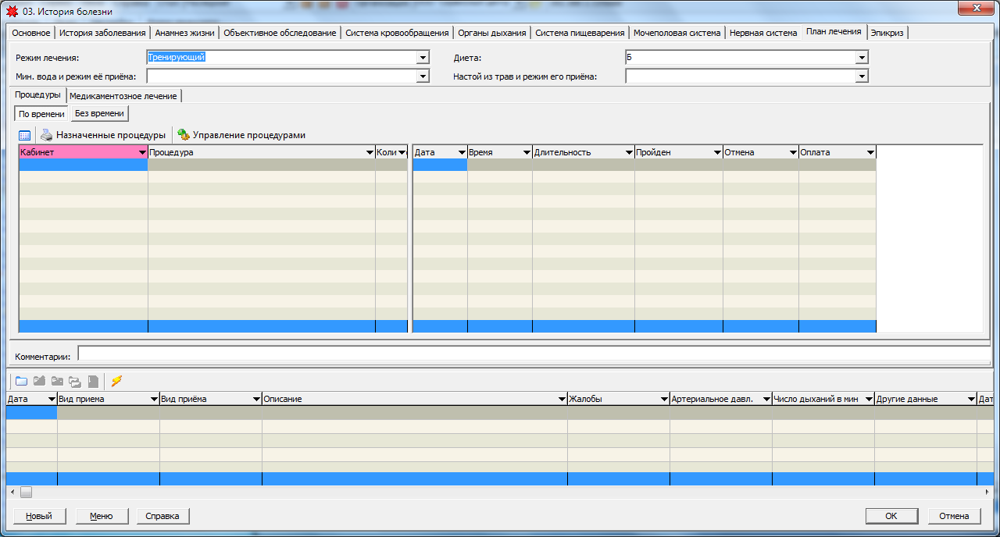 03. История болезни
Основное История заболевания Анамнез жизни Объективное обследование Система кровообращения Органы дыхания Система пищеварения Мочеполовая система Нервная система План лечения Эпикриз
Режим лечения: Тренирующий Диета: Б
Мин. вода и режим её приёма: Настой из трав и режим его приёма:
Процедуры Медикаментозное лечение
По времени Без времени
Назначенные процедуры Управление процедурами
Кабинет Процедура Коли Дата Время Длительность Пройден Отмена Оплата
Комментарии:
Дата Вид приема Вид приёма Описание Жалобы Артериальное давл. Число дыханий в мин Другие данные Дат
Новый Меню Справка OK Отмена